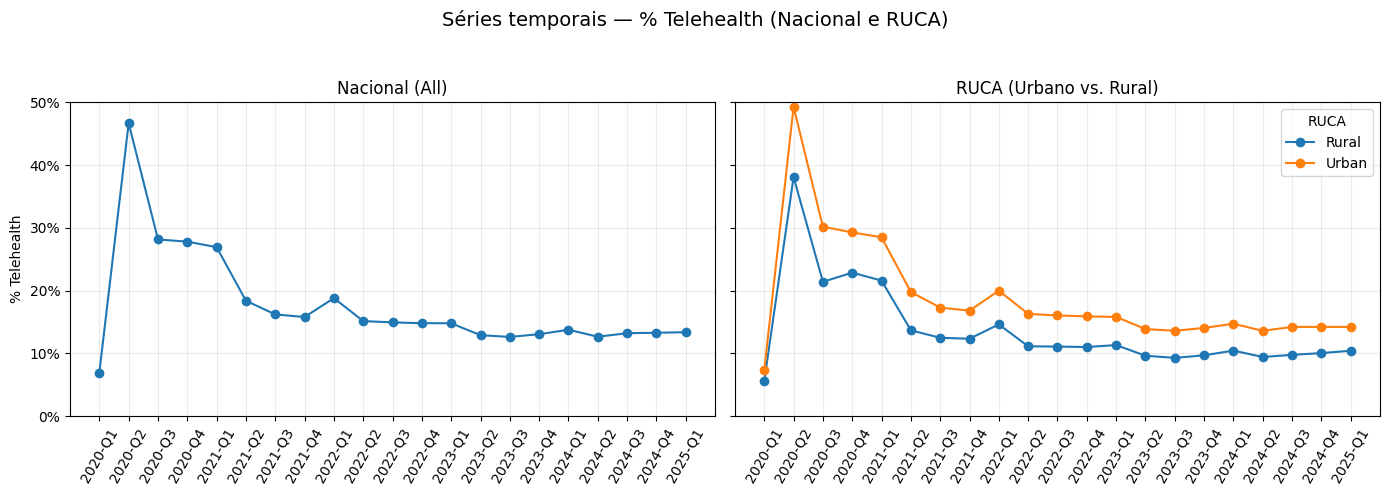 Séries temporais — % Telehealth (Nacional e RUCA)
Nacional (All)
% Telehealth
50%
40%
30%
20%
10%
0%
2020-Q1
2020-Q2
2020-Q3
2020-Q4
2021-Q1
2021-Q2
2021-Q3
2021-Q4
2022-Q1
2022-Q2
2022-Q3
2022-Q4
2023-Q1
2023-Q2
2023-Q3
2023-Q4
2024-Q1
2024-Q2
2024-Q3
2024-Q4
2025-Q1
RUCA (Urbano vs. Rural)
RUCA
Rural
Urban
2020-Q1
2020-Q2
2020-Q3
2020-Q4
2021-Q1
2021-Q2
2021-Q3
2021-Q4
2022-Q1
2022-Q2
2022-Q3
2022-Q4
2023-Q1
2023-Q2
2023-Q3
2023-Q4
2024-Q1
2024-Q2
2024-Q3
2024-Q4
2025-Q1